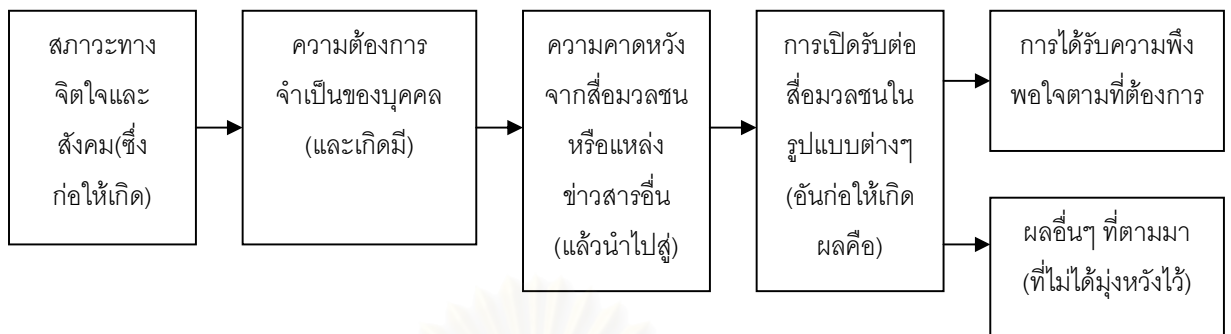 สภาวะทาง
จิตใจและ
สังคม(ซึ่ง
ก่อให้เกิด)
ความต้องการ
จำเป็นของบุคคล
(และเกิดมี)
ความคาดหวัง
จากสื่อมวลชน
หรือแหล่ง
ข่าวสารอื่น
(แล้วนำไปสู่)
การเปิดรับต่อ
สื่อมวลชนใน
รูปแบบต่างๆ
(อันก่อให้เกิด
ผลคือ)
การได้รับความพึง
พอใจตามที่ต้องการ
ผลอื่นๆ ที่ตามมา
(ที่ไม่ได้มุ่งหวังไว้)